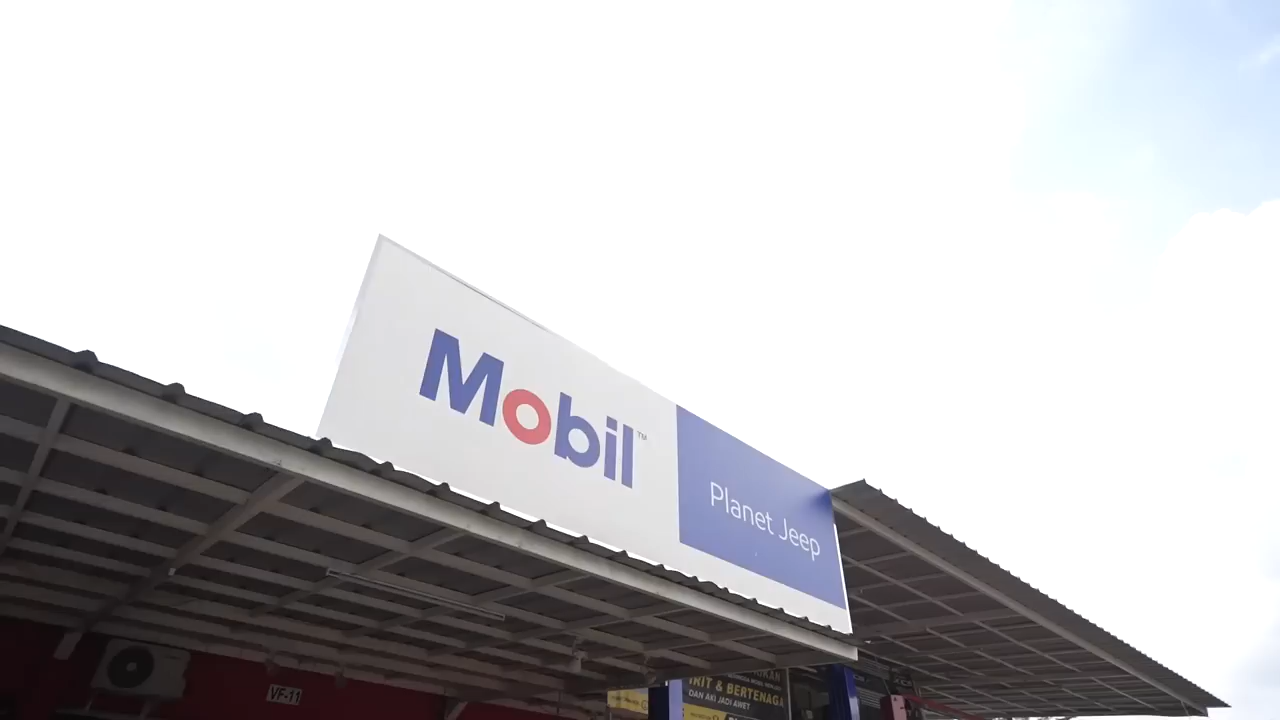 Mobil™
Planet Jeep
VF-11
IRIT & BERTENAGA
DAN AKI JADI AWET